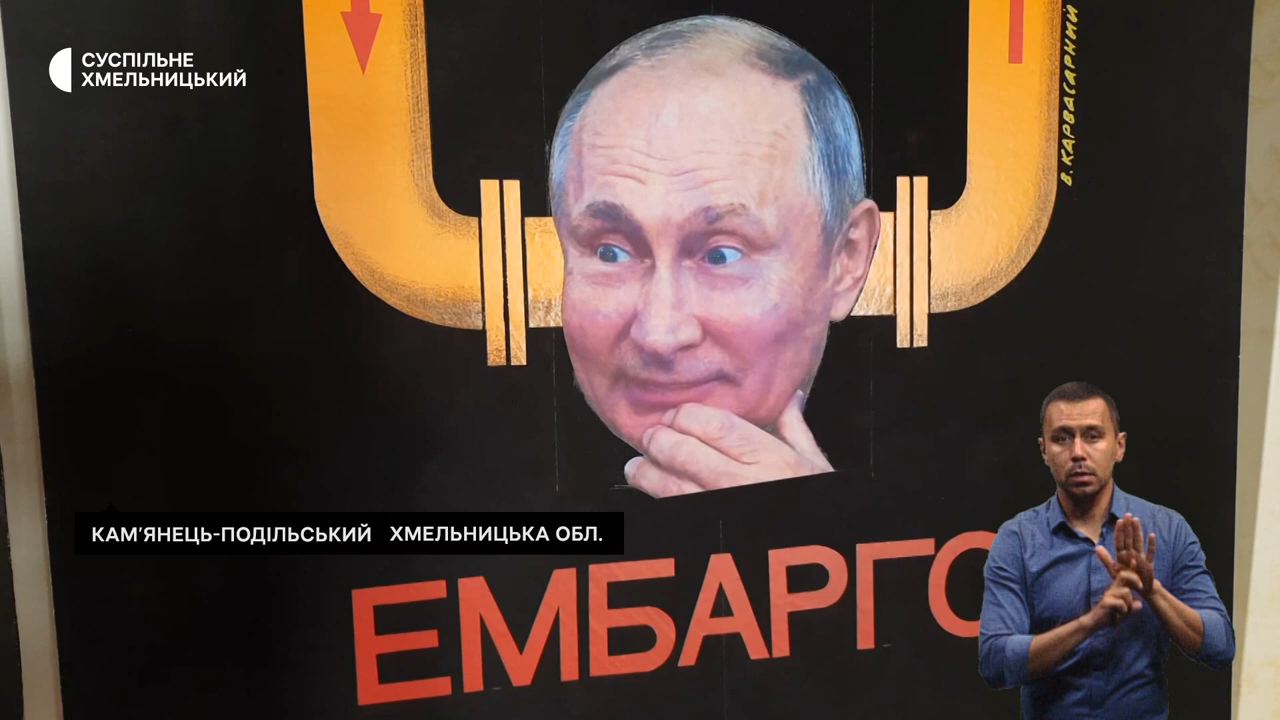 СУСПІЛЬНЕ
ХМЕЛЬНИЦЬКИЙ
В. КАРВАСАРНИЙ
КАМ'ЯНЕЦЬ-ПОДІЛЬСЬКИЙ ХМЕЛЬНИЦЬКА ОБЛ.
ЕМБАРГО